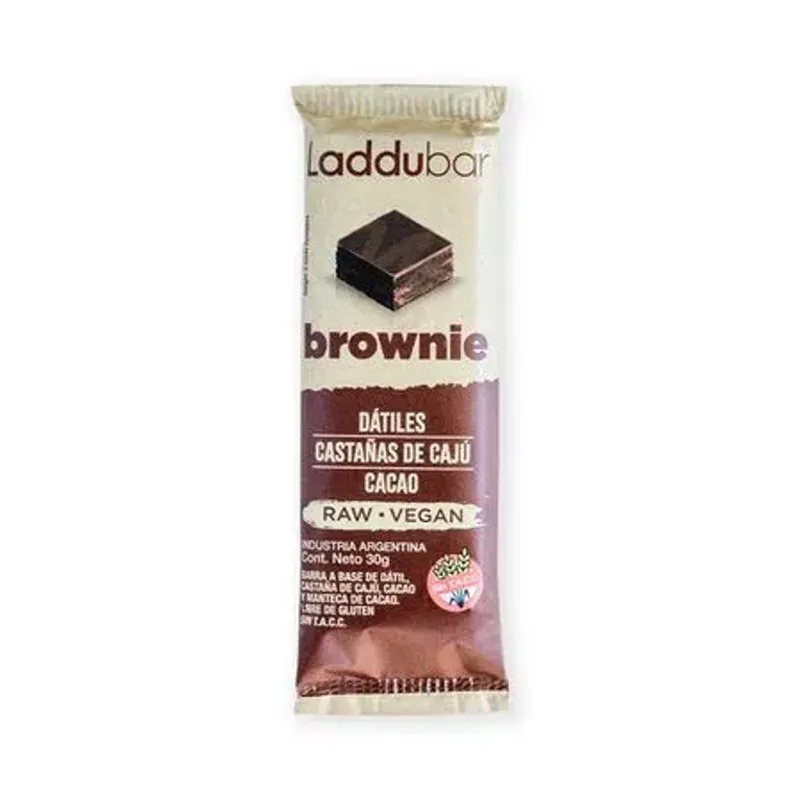 Laddubar
brownie
DÁTILES
CASTAÑAS DE CAJÚ
CACAO
RAW • VEGAN
INDUSTRIA ARGENTINA
Cont. Neto 30g
BARRA A BASE DE DÁTIL,
CASTAÑA DE CAJÚ, CACAO
Y MANTECA DE CACAO.
LIBRE DE GLUTEN
SIN T.A.C.C.
SIN T.A.C.C.